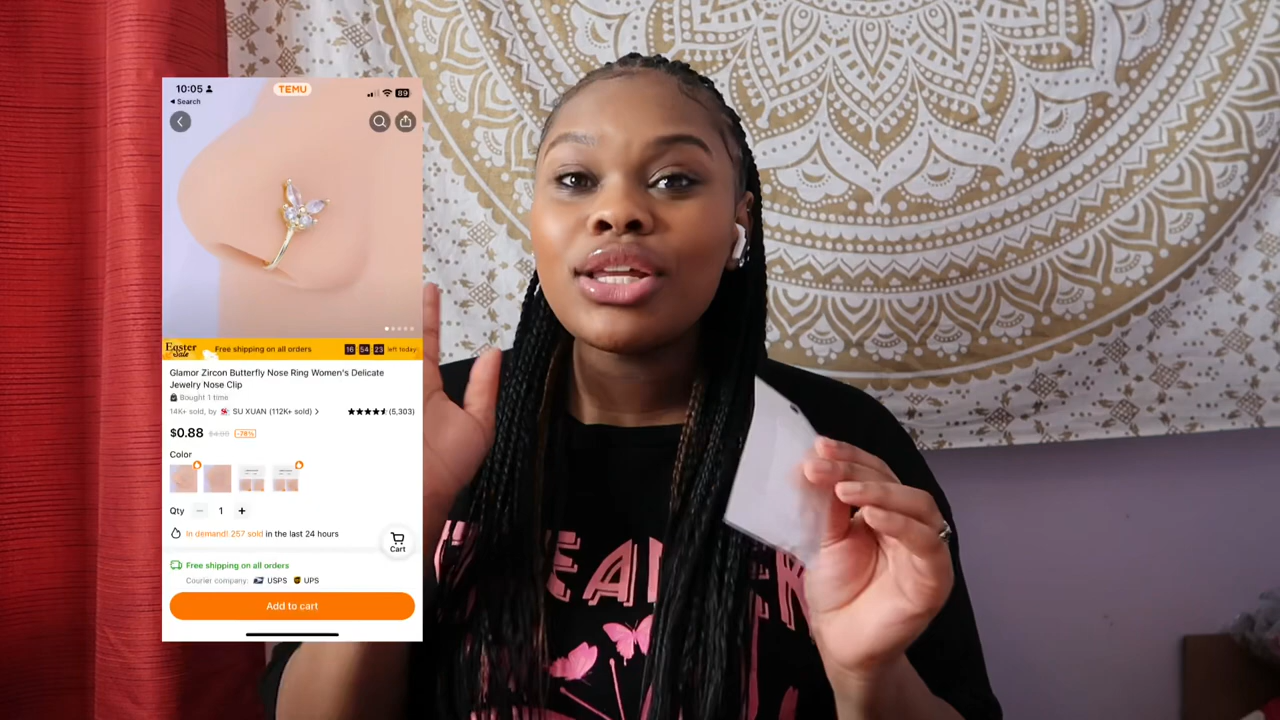 10:05
TEMU
89
Search
Easter
Sale
Free shipping on all orders
16 54 23 left today!
Glamor Zircon Butterfly Nose Ring Women's Delicate
Jewelry Nose Clip
Bought 1 time
14K+ sold, by SU XUAN (112K+ sold) >
(5,303)
$0.88 -78%
Color
Qty − 1 +
In demand! 257 sold in the last 24 hours
Cart
Free shipping on all orders
Courier company: USPS UPS
Add to cart